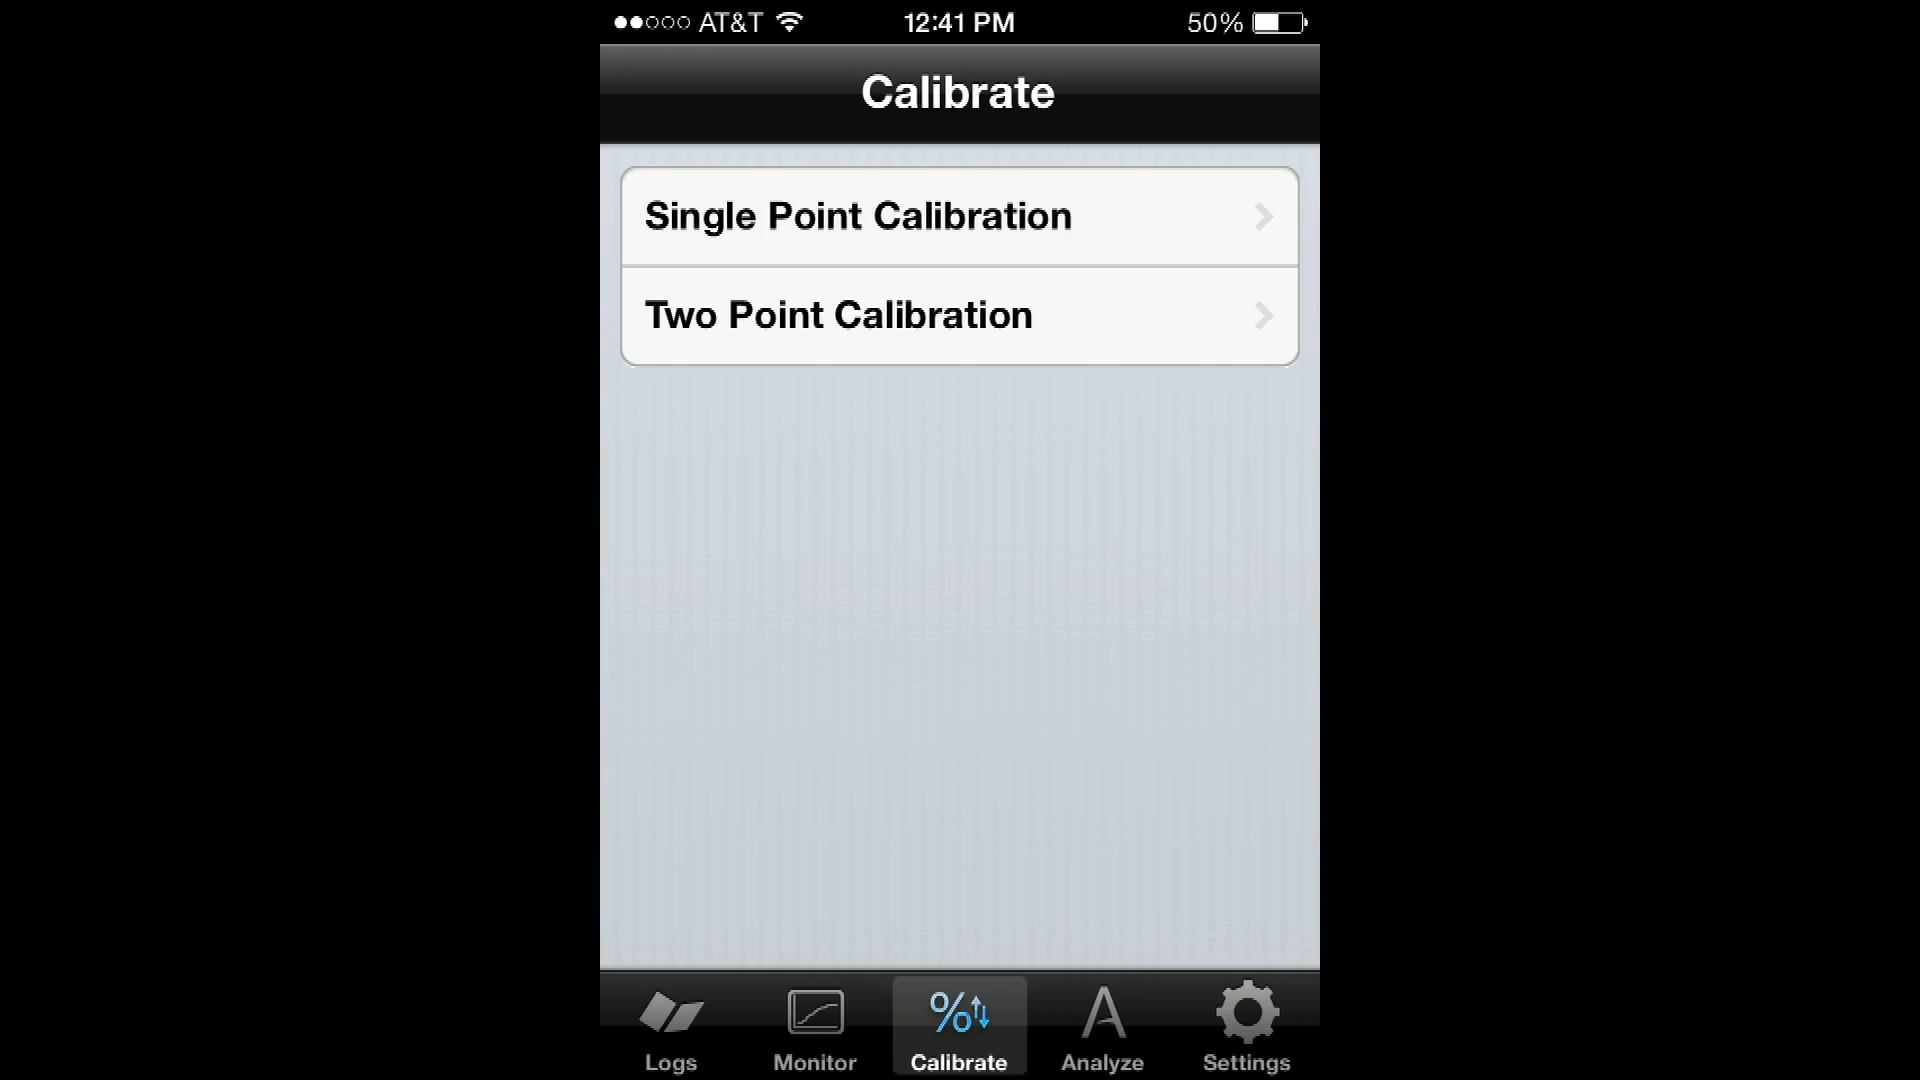 AT&T 12:41 PM 50%
Calibrate
Single Point Calibration
Two Point Calibration
Logs Monitor Calibrate Analyze Settings